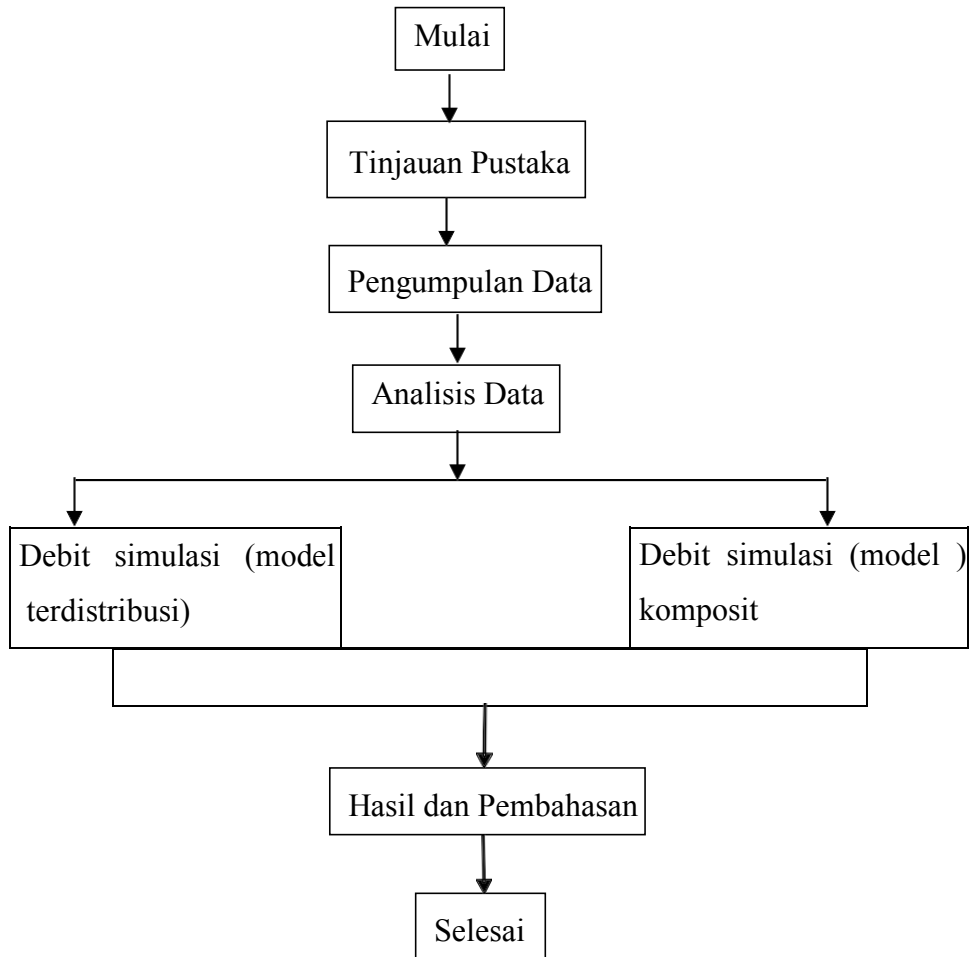 Mulai
Tinjauan Pustaka
Pengumpulan Data
Analisis Data
Debit simulasi (model
terdistribusi)
Debit simulasi (model )
komposit
Hasil dan Pembahasan
Selesai